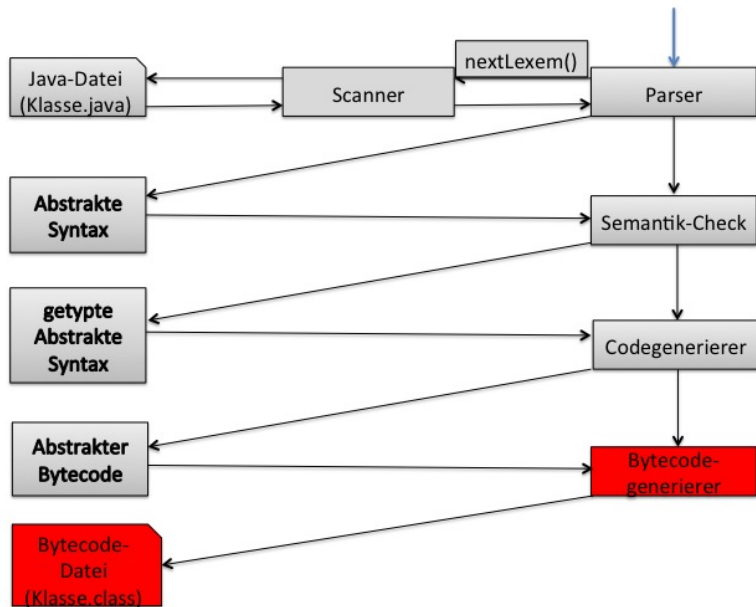 nextLexem()
Java-Datei
(Klasse.java)
Scanner
Parser
Abstrakte
Syntax
Semantik-Check
getypte
Abstrakte
Syntax
Codegenerierer
Abstrakter
Bytecode
Bytecode-
generierer
Bytecode-
Datei
(Klasse.class)